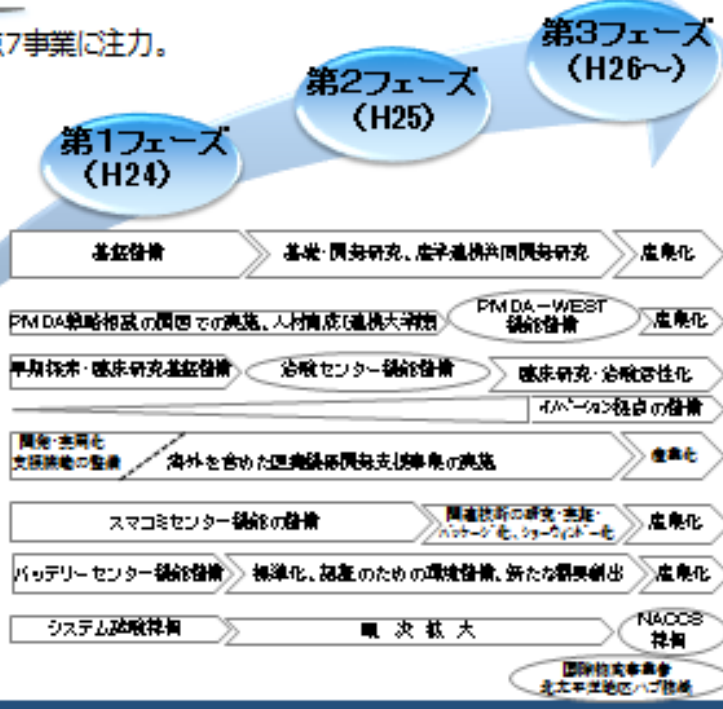 7事業に注力。
第3フェーズ
(H26~)
第2フェーズ
(H25)
第1フェーズ
(H24)
基盤整備
基礎・開発研究、産学連携共同開発研究
産業化
PMDA戦略相談の関西での実施、人材育成(連携大学院)
PMDA-WEST
機能整備
産業化
早期探索・臨床研究基盤整備
治験センター機能整備
臨床研究・治験活性化
イノベーション拠点の整備
開発・実用化
支援機能の整備
海外を含めた医療機器開発支援事業の実施
産業化
スマコミセンター機能の整備
関連技術の研究・実証・
パッケージ化、ショーウィンドー化
産業化
バッテリーセンター機能整備
標準化、認証のための環境整備、新たな需要創出
産業化
システム試験稼働
順次拡大
NACCS
稼働
国際物流事業者
北太平洋地区ハブ